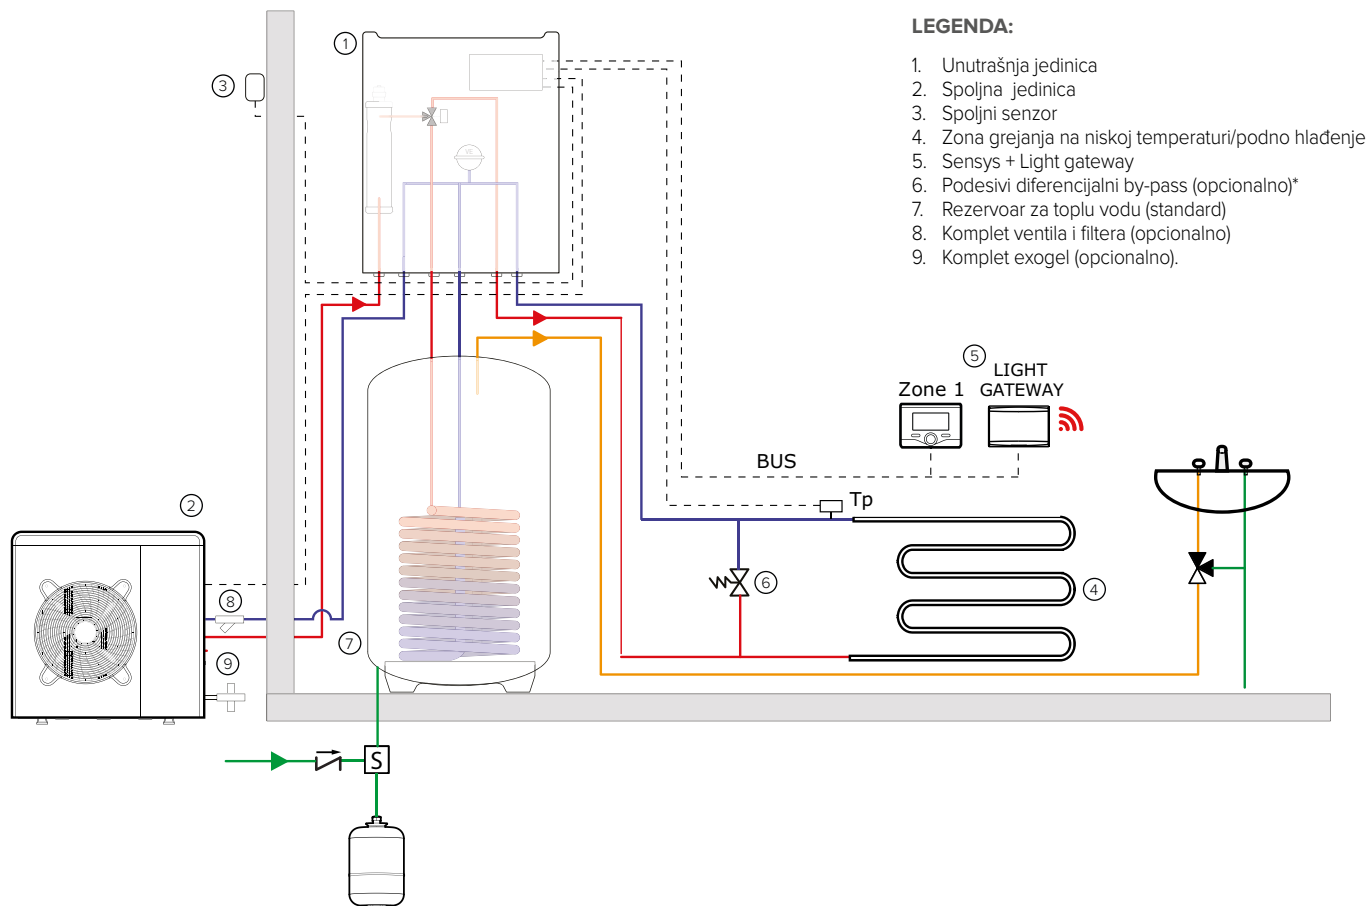 LEGENDA:
1. Unutrašnja jedinica
2. Spoljna jedinica
3. Spoljni senzor
4. Zona grejanja na niskoj temperaturi/podno hlađenje
5. Sensys + Light gateway
6. Podesivi diferencijalni by-pass (opcionalno)*
7. Rezervoar za toplu vodu (standard)
8. Komplet ventila i filtera (opcionalno)
9. Komplet exogel (opcionalno).
1
3
VE
5
LIGHT
GATEWAY
Zone 1
BUS
Tp
2
6
4
8
7
9
S